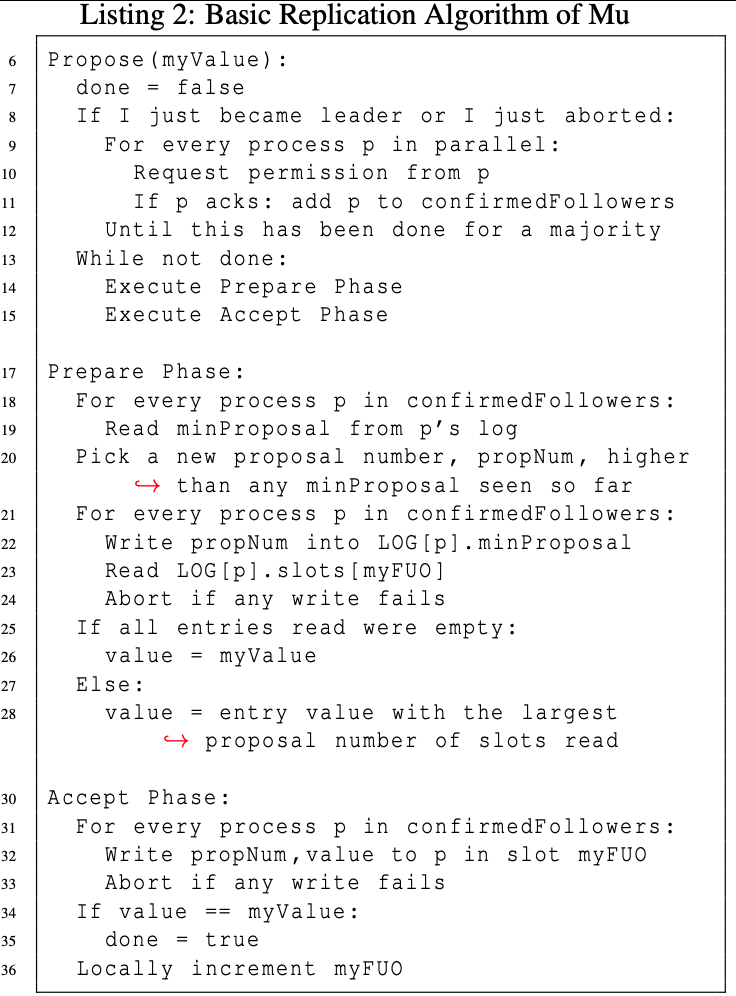 Listing 2: Basic Replication Algorithm of Mu
6 Propose(myValue):
7 done = false
8 If I just became leader or I just aborted:
9 For every process p in parallel:
10 Request permission from p
11 If p acks: add p to confirmedFollowers
12 Until this has been done for a majority
13 While not done:
14 Execute Prepare Phase
15 Execute Accept Phase
17 Prepare Phase:
18 For every process p in confirmedFollowers:
19 Read minProposal from p's log
20 Pick a new proposal number, propNum, higher
↪ than any minProposal seen so far
21 For every process p in confirmedFollowers:
22 Write propNum into LOG[p].minProposal
23 Read LOG[p].slots[myFUO]
24 Abort if any write fails
25 If all entries read were empty:
26 value = myValue
27 Else:
28 value = entry value with the largest
↪ proposal number of slots read
30 Accept Phase:
31 For every process p in confirmedFollowers:
32 Write propNum,value to p in slot myFUO
33 Abort if any write fails
34 If value == myValue:
35 done = true
36 Locally increment myFUO